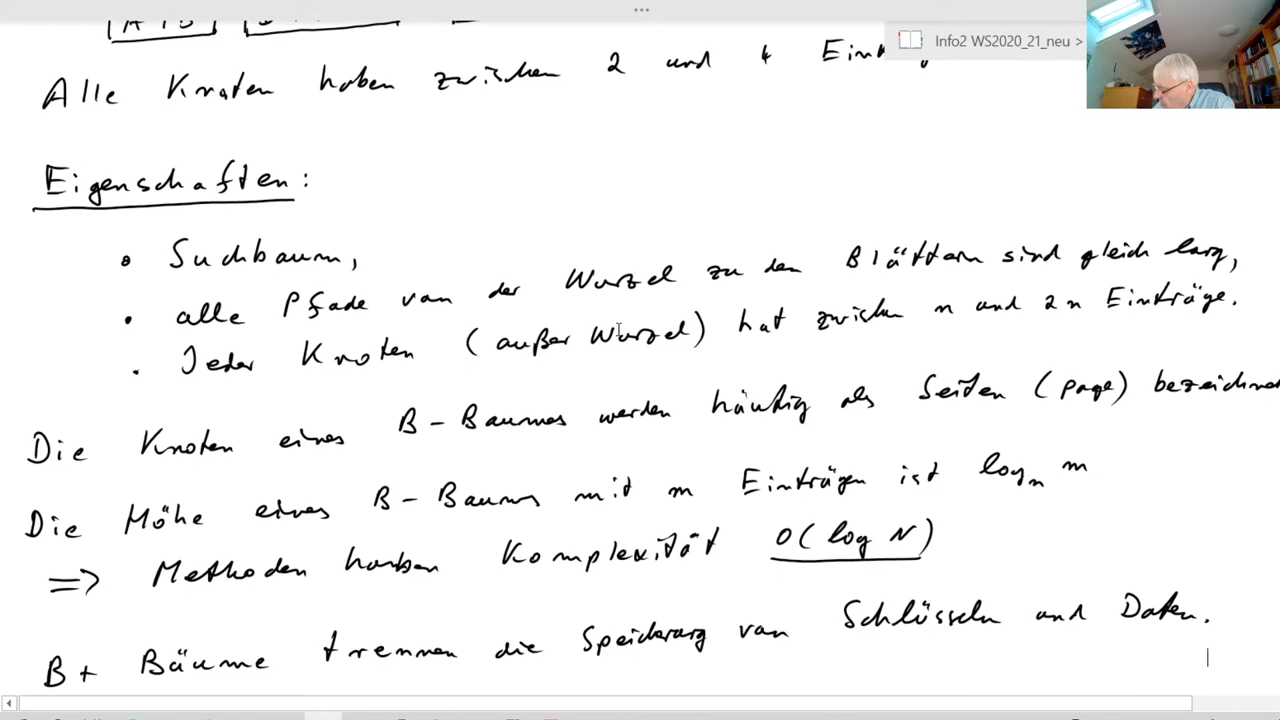 Info2 WS2020_21_neu >
Alle Knoten haben zwischen 2 und 4
Eigenschaften:
• Suchbaum,
• alle Pfade von der Wurzel zu den Blättern sind gleich lang,
• Jeder Knoten (außer Wurzel) hat zwischen n und 2n Einträge.
Die Knoten eines B-Baumes werden häufig als Seiten (page)
Die Höhe eines B-Baums mit m Einträgen ist log_n m
=> Methoden haben Komplexität O(log N)
B+ Bäume trennen die Speicherung von Schlüsseln und Daten.